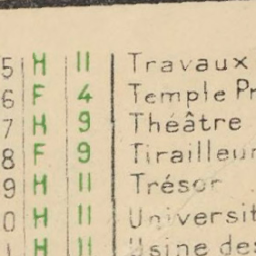 5 H 11 Travaux
6 F 4 Temple Pr
7 H 9 Théâtre
8 F 9 Tirailleur
9 H 11 Trésor
0 H 11 Universit
H 11 Usine des